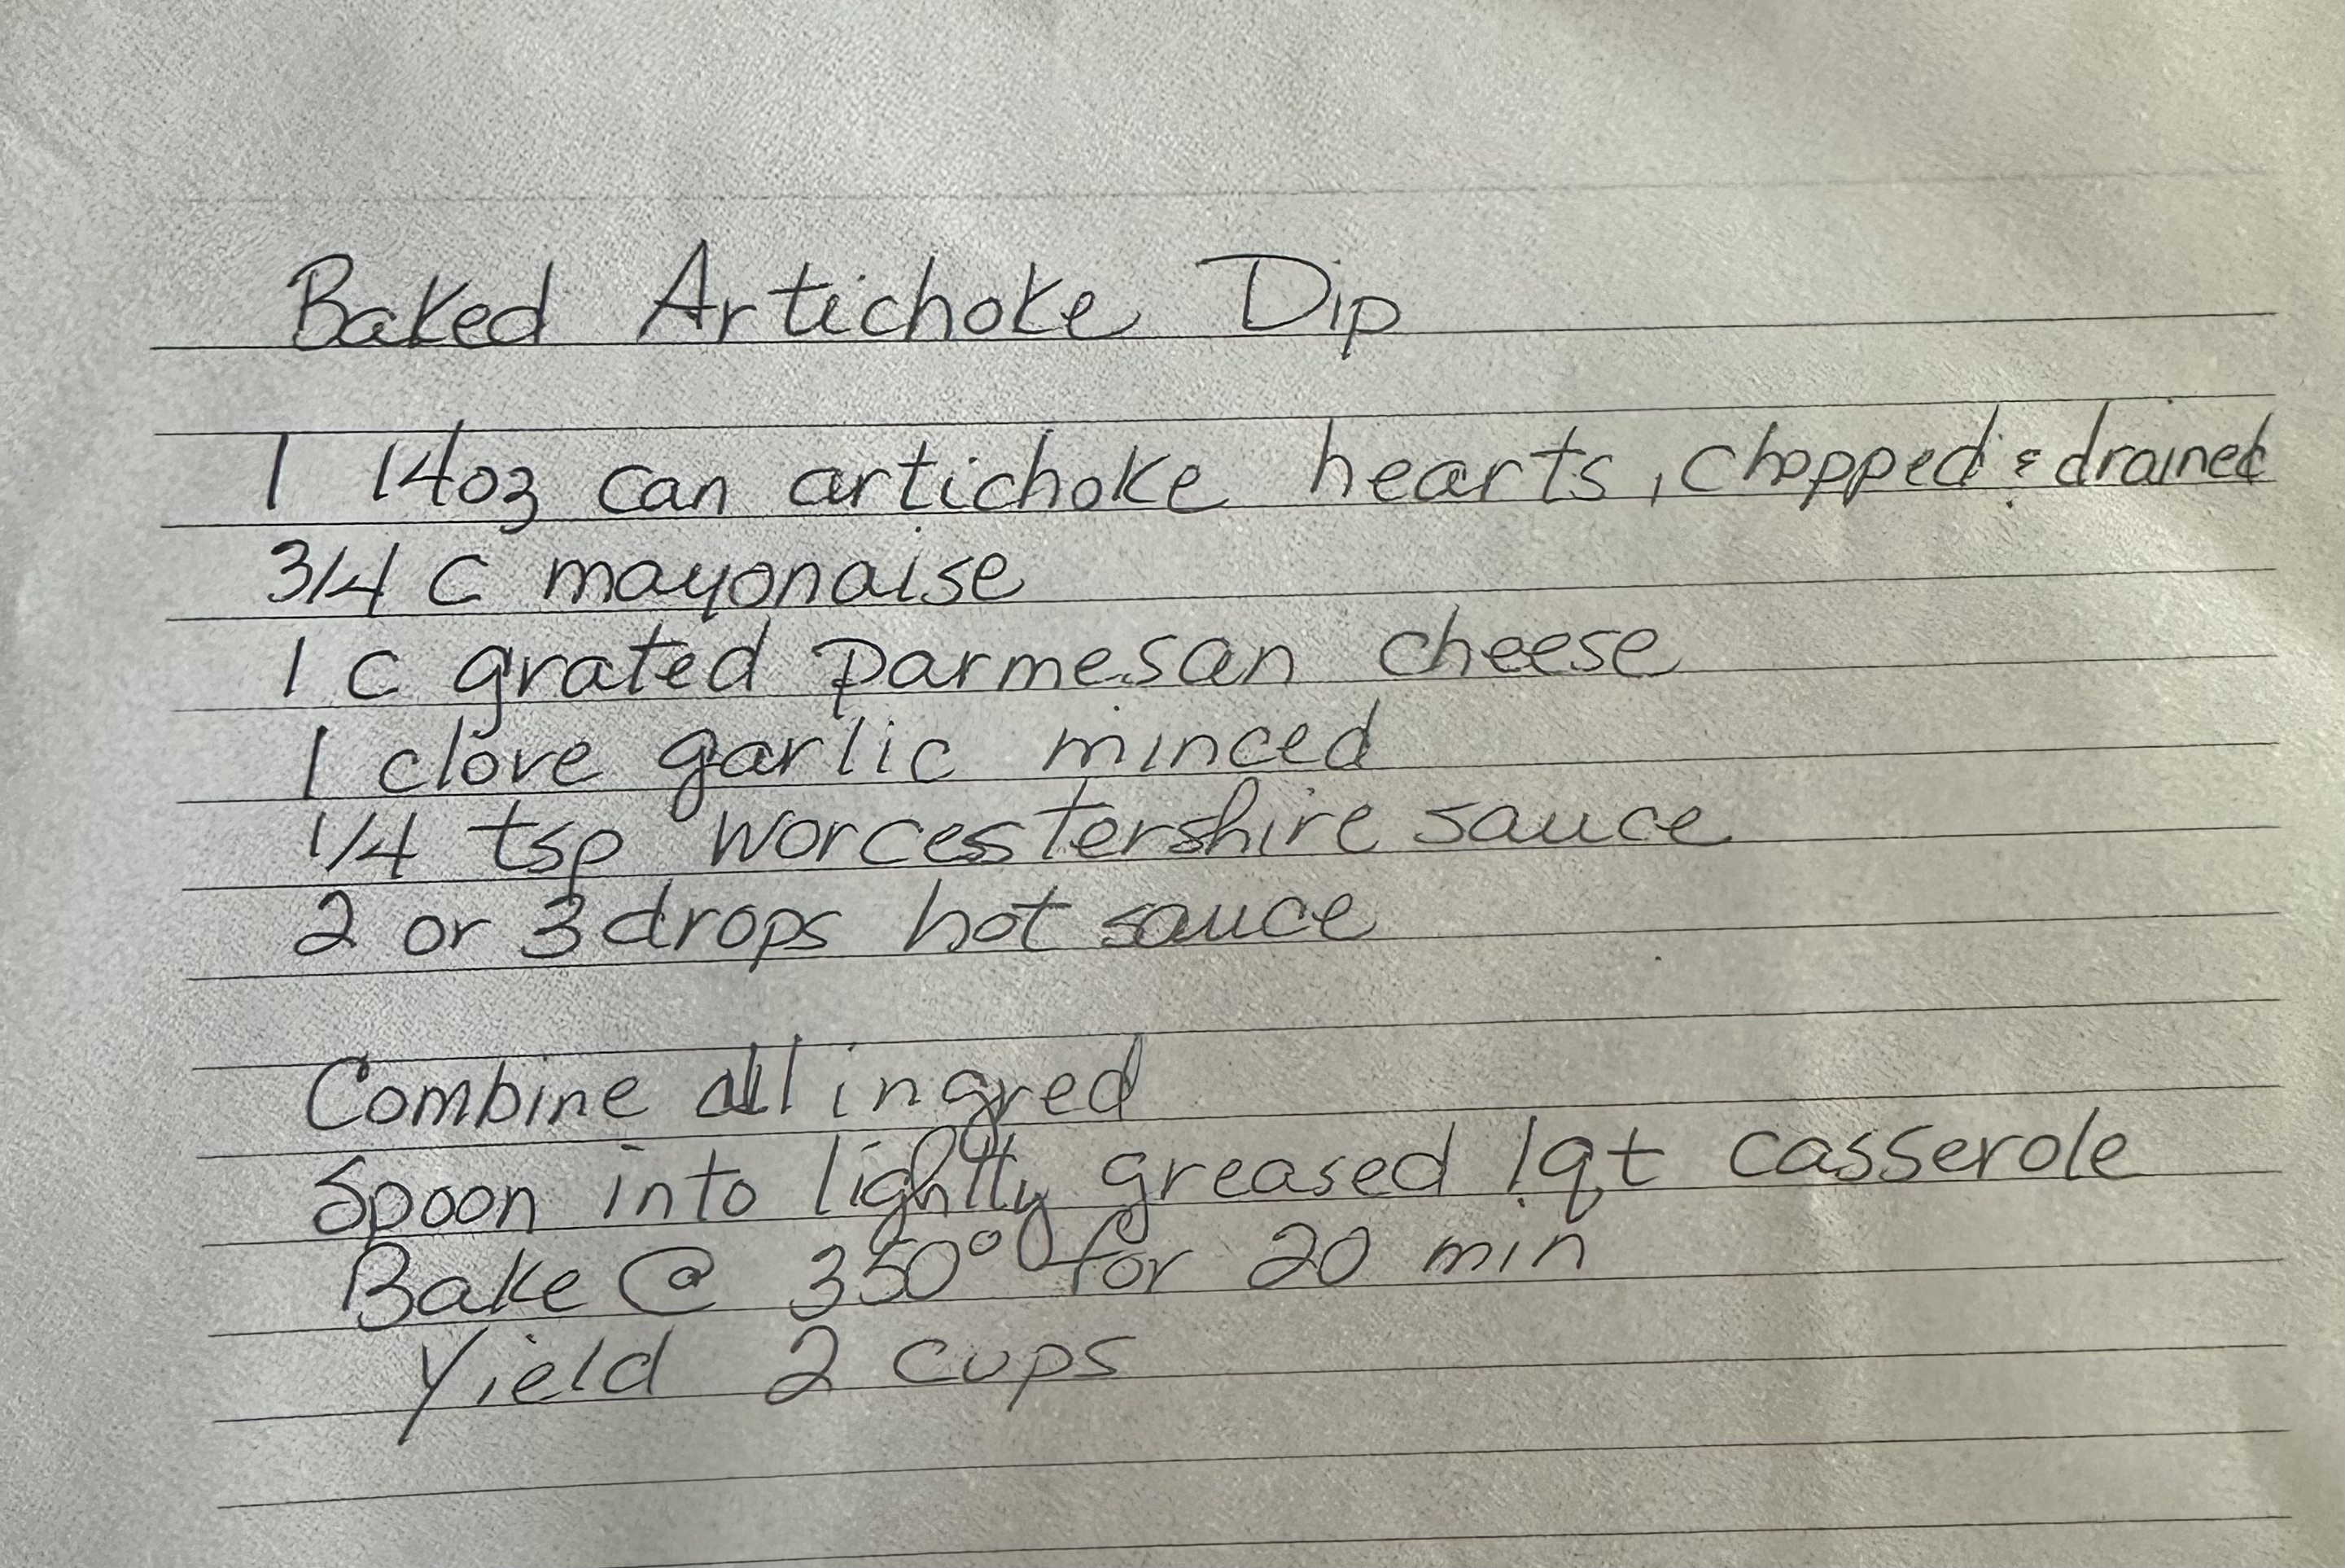 Baked Artichoke Dip
1 14oz can artichoke hearts, chopped & drained
3/4 C mayonaise
1 C grated parmesan cheese
1 clove garlic minced
1/4 tsp worcestershire sauce
2 or 3 drops hot sauce
Combine all ingred
Spoon into lightly greased 1qt casserole
Bake @ 350° for 20 min
Yield 2 cups